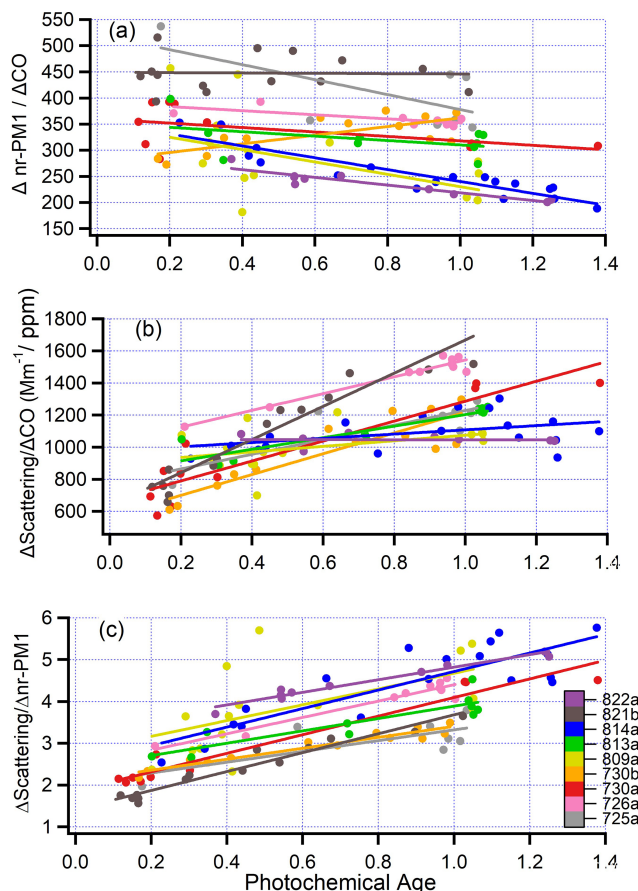 550
(a)
500
450
400
350
300
250
200
150
Δ nr-PM1 / ΔCO
0.0 0.2 0.4 0.6 0.8 1.0 1.2 1.4
1800
(b)
1600
1400
1200
1000
800
600
ΔScattering/ΔCO (Mm⁻¹/ ppm)
0.0 0.2 0.4 0.6 0.8 1.0 1.2 1.4
6
(c)
5
4
3
2
1
ΔScattering/Δnr-PM1
822a
821b
814a
813a
809a
730b
730a
726a
725a
0.0 0.2 0.4 0.6 0.8 1.0 1.2 1.4
Photochemical Age